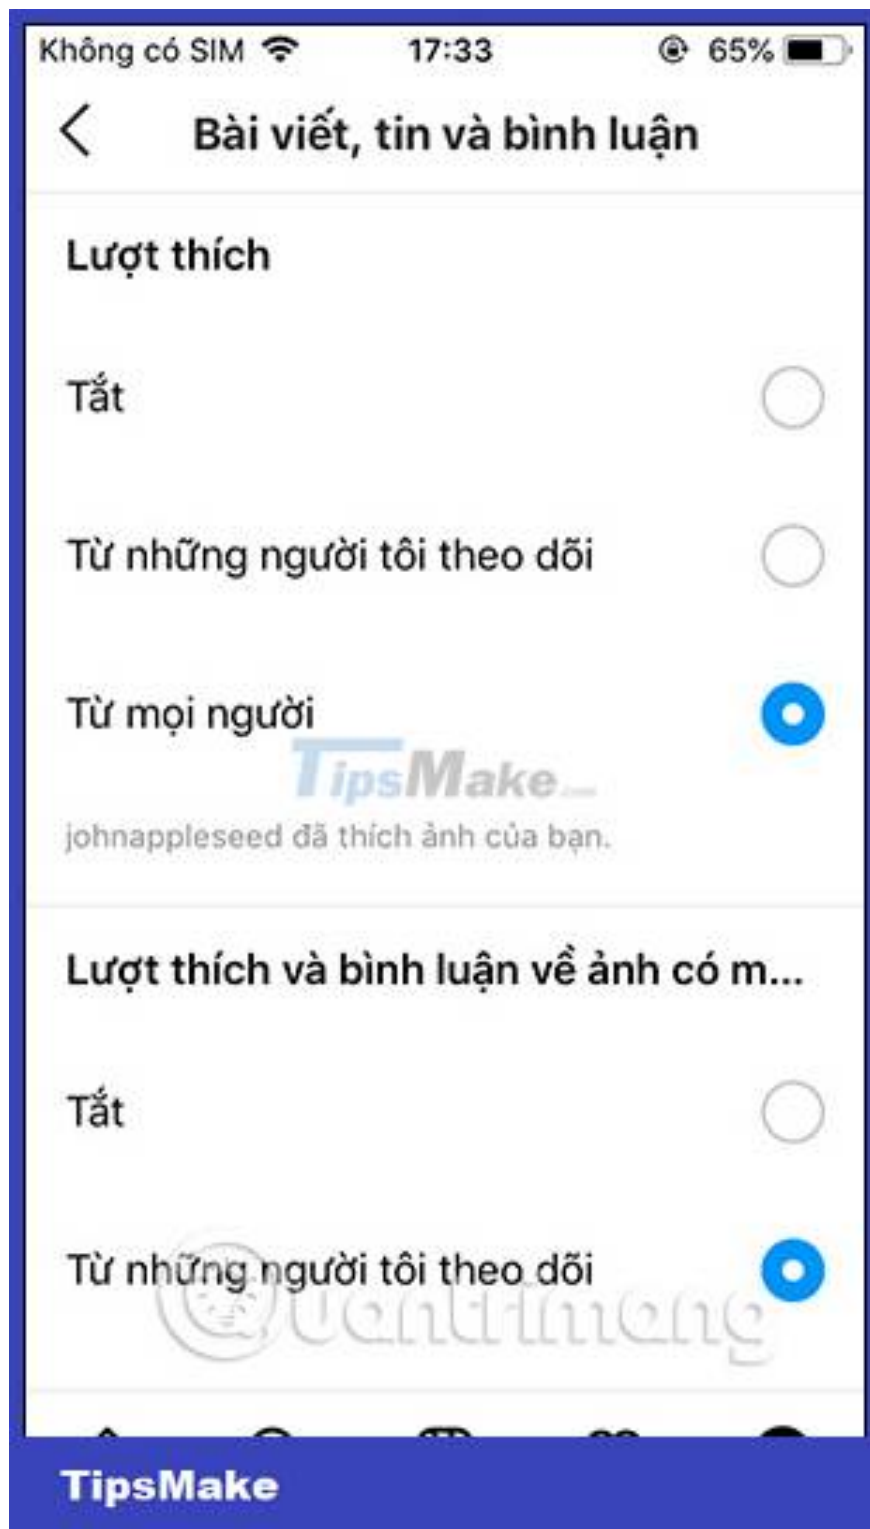 Không có SIM 17:33 65%
Bài viết, tin và bình luận
Lượt thích
Tắt
Từ những người tôi theo dõi
Từ mọi người
TipsMake.com
johnappleseed đã thích ảnh của bạn.
Lượt thích và bình luận về ảnh có m...
Tắt
Từ những người tôi theo dõi
Quantrimang
TipsMake